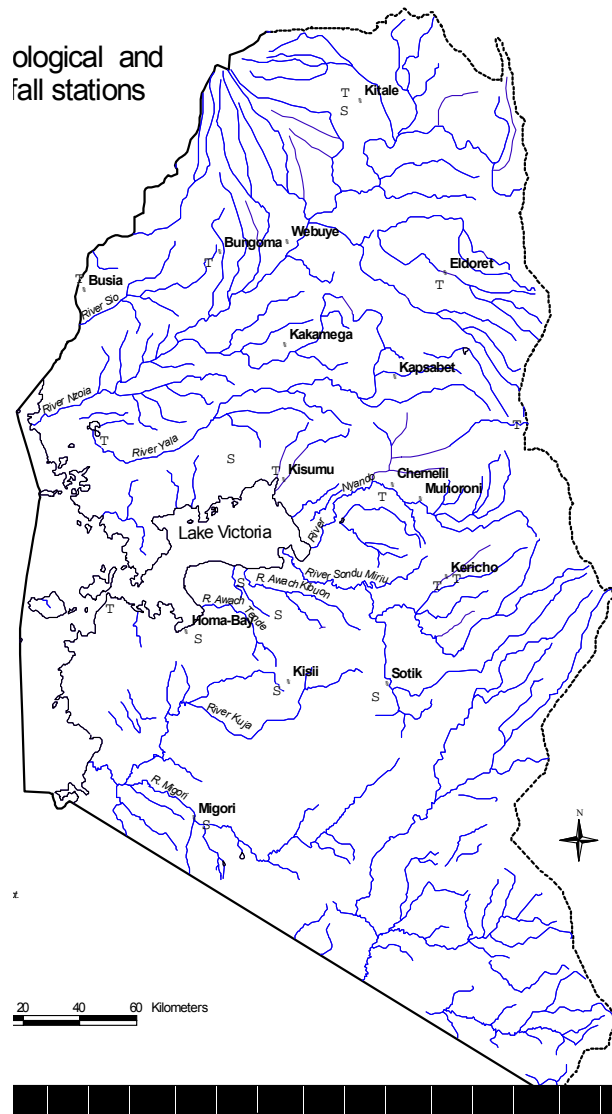 ological and
fall stations
T
Kitale
S
Webuye
Bungoma
T
Eldoret
T
Busia
T
River Sio
Kakamega
Kapsabet
River Nzoia
T
T
River Yala
S
T
Kisumu
Chemelil
Nyando
T
Muhoroni
River
Lake Victoria
River Sondu Miriu
Kericho
T T
R. Awach Kibuon
S
R. Awach Tende
T
S
Homa-Bay
S
Kisii
Sotik
S
S
River Kuja
R. Migori
Migori
S
N
20 40 60 Kilometers